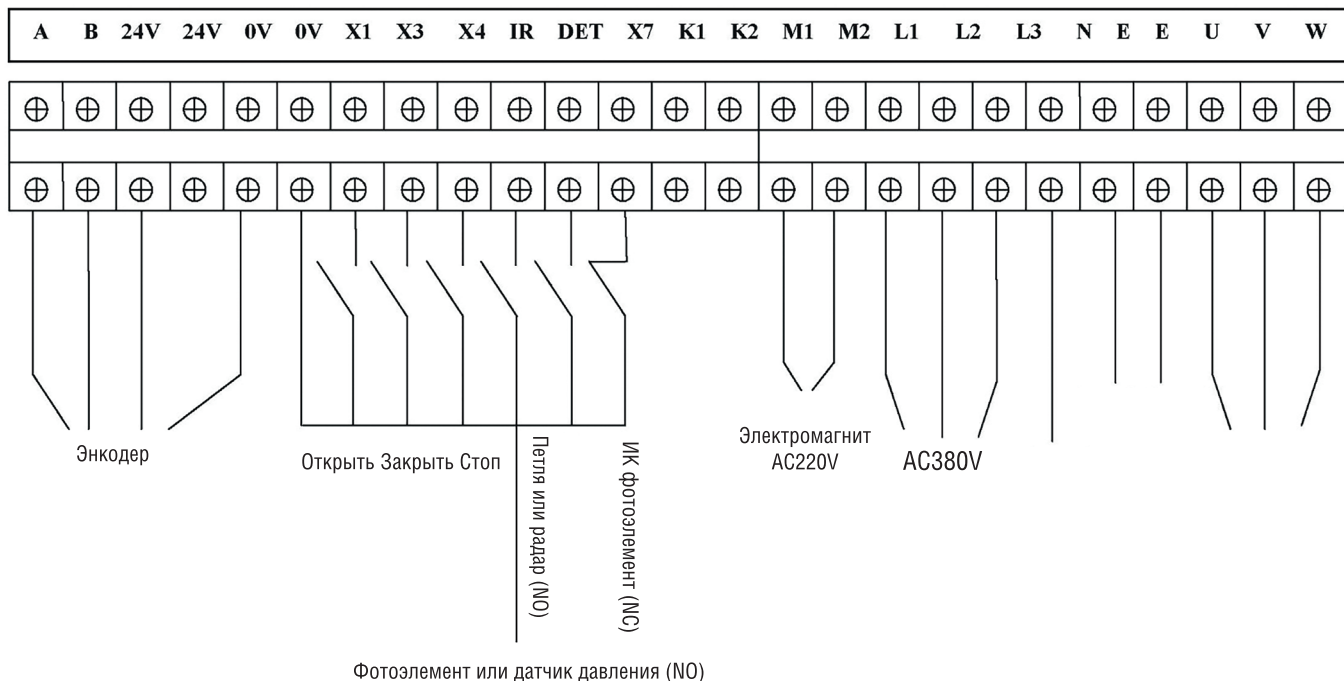 A B 24V 24V 0V 0V X1 X3 X4 IR DET X7 K1 K2 M1 M2 L1 L2 L3 N E E U V W
Энкодер
Открыть Закрыть Стоп
Петля или радар (NO)
ИК фотоэлемент (NC)
Электромагнит
AC220V
AC380V
Фотоэлемент или датчик давления (NO)